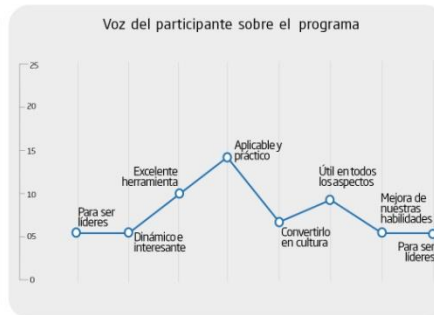 Voz del participante sobre el programa
25
20
15
10
05
0
Para ser
líderes
Dinámico e
interesante
Excelente
herramienta
Aplicable y
práctico
Convertirlo
en cultura
Útil en todos
los aspectos
Mejora de
nuestras
habilidades
Para ser
líderes